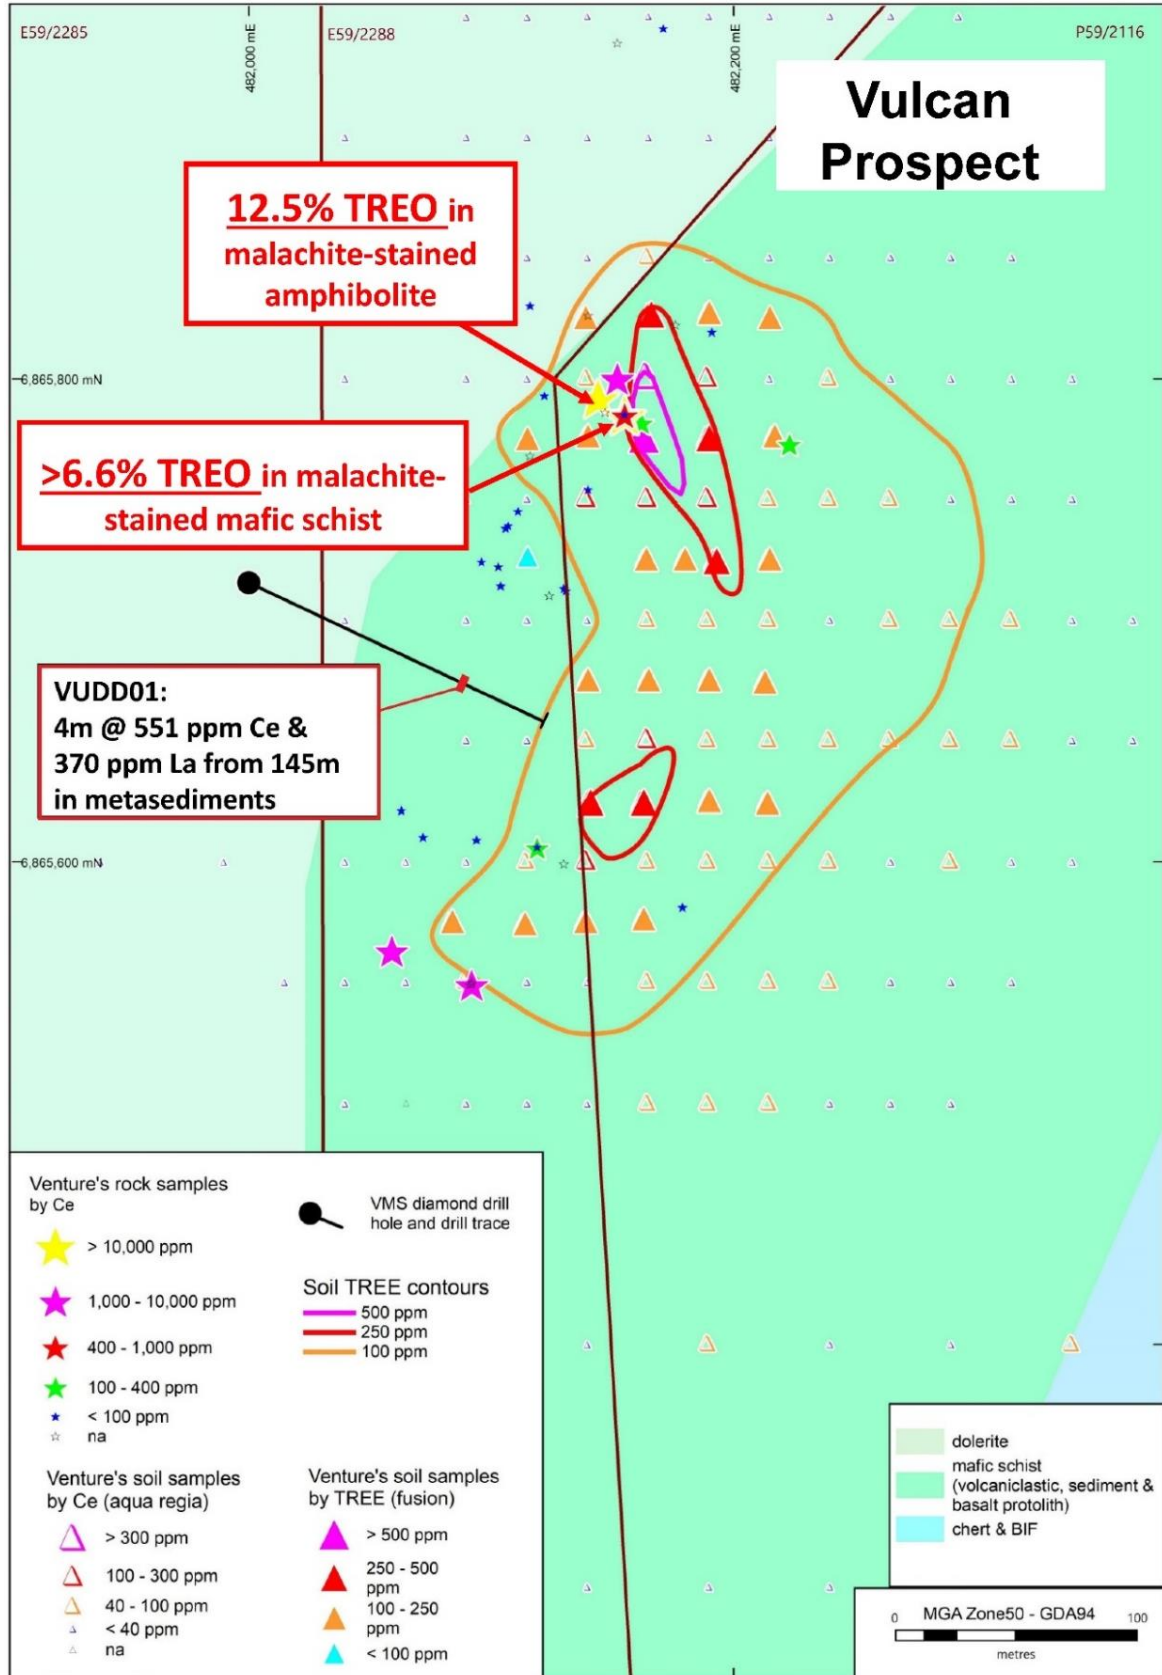 E59/2285
482,000 mE
E59/2288
482,200 mE
P59/2116
Vulcan
Prospect
12.5% TREO in
malachite-stained
amphibolite
6,865,800 mN
>6.6% TREO in malachite-
stained mafic schist
VUDD01:
4m @ 551 ppm Ce &
370 ppm La from 145m
in metasediments
6,865,600 mN
Venture's rock samples
by Ce
> 10,000 ppm
1,000 - 10,000 ppm
400 - 1,000 ppm
100 - 400 ppm
< 100 ppm
na
VMS diamond drill
hole and drill trace
Soil TREE contours
500 ppm
250 ppm
100 ppm
Venture's soil samples
by Ce (aqua regia)
> 300 ppm
100 - 300 ppm
40 - 100 ppm
< 40 ppm
na
Venture's soil samples
by TREE (fusion)
> 500 ppm
250 - 500
ppm
100 - 250
ppm
< 100 ppm
dolerite
mafic schist
(volcaniclastic, sediment &
basalt protolith)
chert & BIF
0 MGA Zone50 - GDA94 100
metres